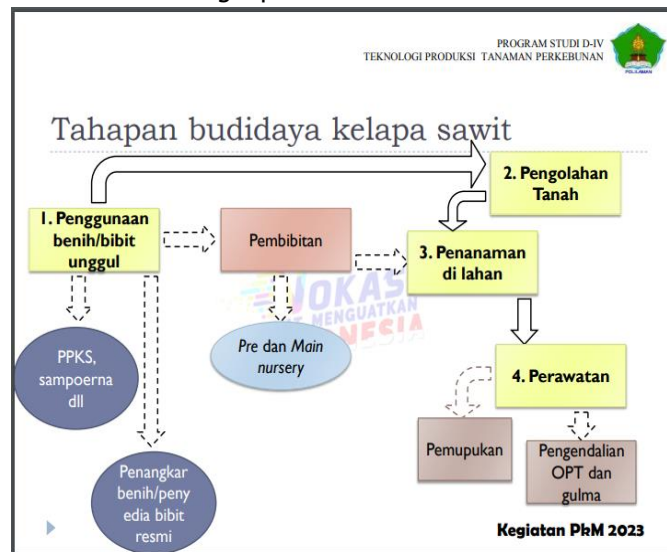 PROGRAM STUDI D-IV
TEKNOLOGI PRODUKSI TANAMAN PERKEBUNAN
Tahapan budidaya kelapa sawit
2. Pengolahan
Tanah
1. Penggunaan
benih/bibit
unggul
Pembibitan
3. Penanaman
di lahan
PPKS,
sampoerna
dll
Pre dan Main
nursery
4. Perawatan
Penangkar
benih/peny
edia bibit
resmi
Pemupukan
Pengendalian
OPT dan
gulma
Kegiatan PkM 2023